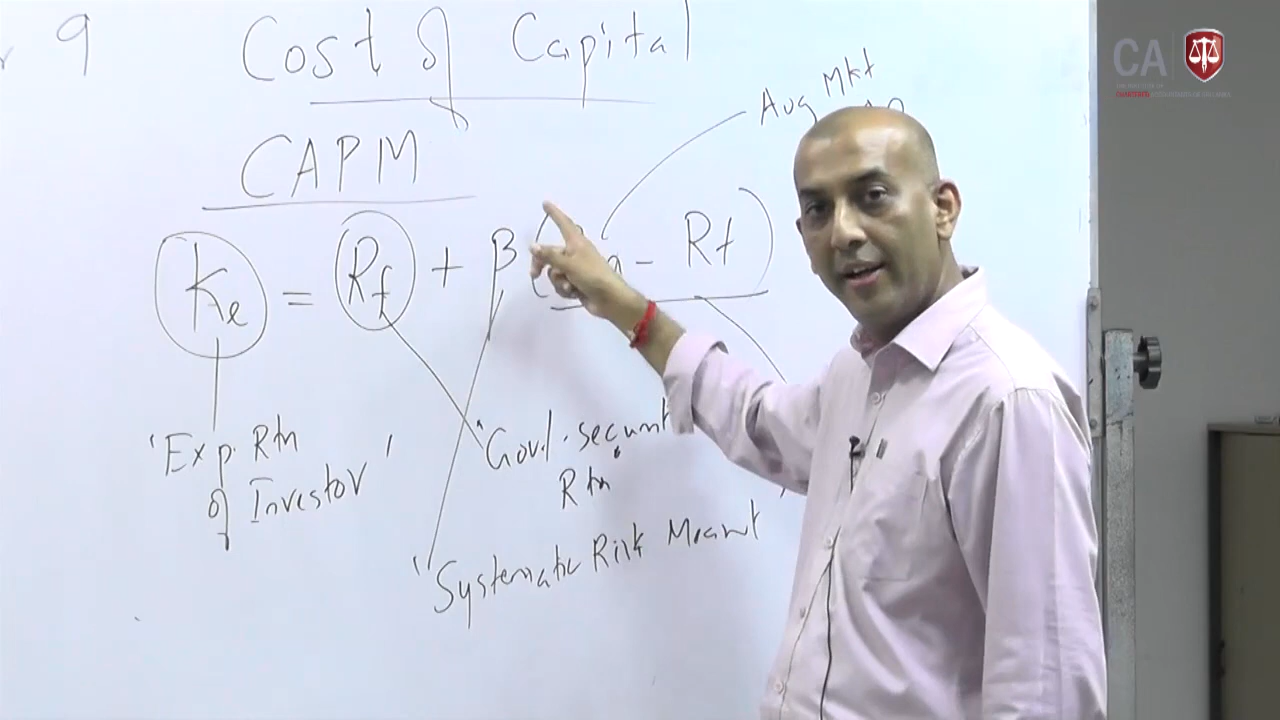 9 Cost of Capital
CA
Avg Mkt
CAPM
Ke = Rf + β ( - Rf )
'Exp. Rtn
of Investor'
"Govt. securit
Rtn
"Systematic Risk Meamt